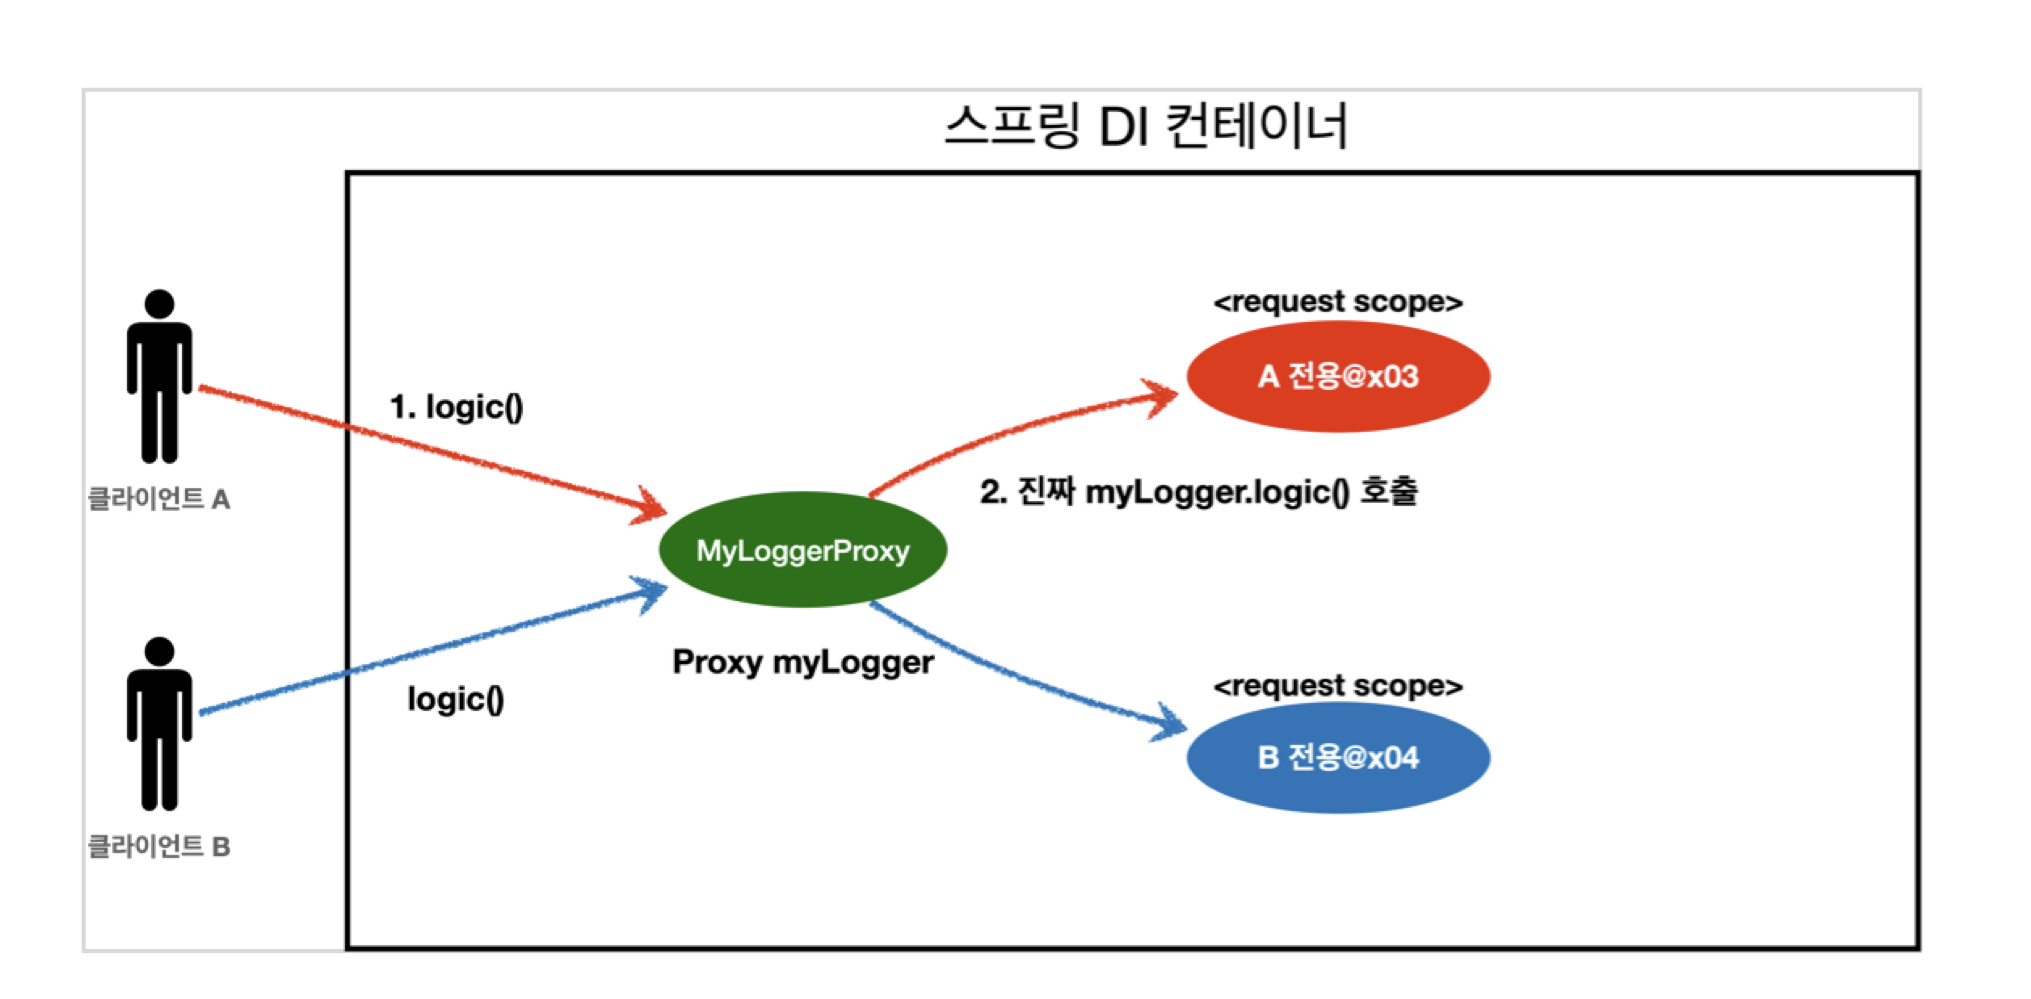 스프링 DI 컨테이너
<request scope>
A 전용@x03
1. logic()
2. 진짜 myLogger.logic() 호출
클라이언트 A
MyLoggerProxy
Proxy myLogger
logic()
<request scope>
B 전용@x04
클라이언트 B